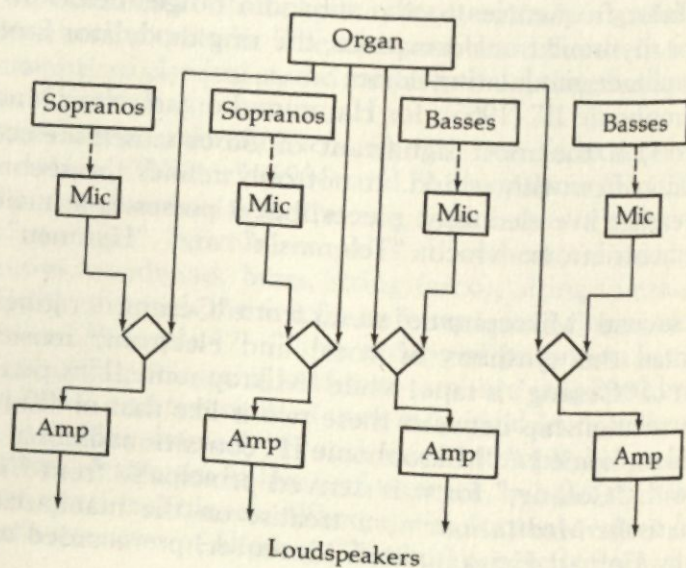 Organ
Sopranos
Sopranos
Basses
Basses
Mic
Mic
Mic
Mic
Amp
Amp
Amp
Amp
Loudspeakers